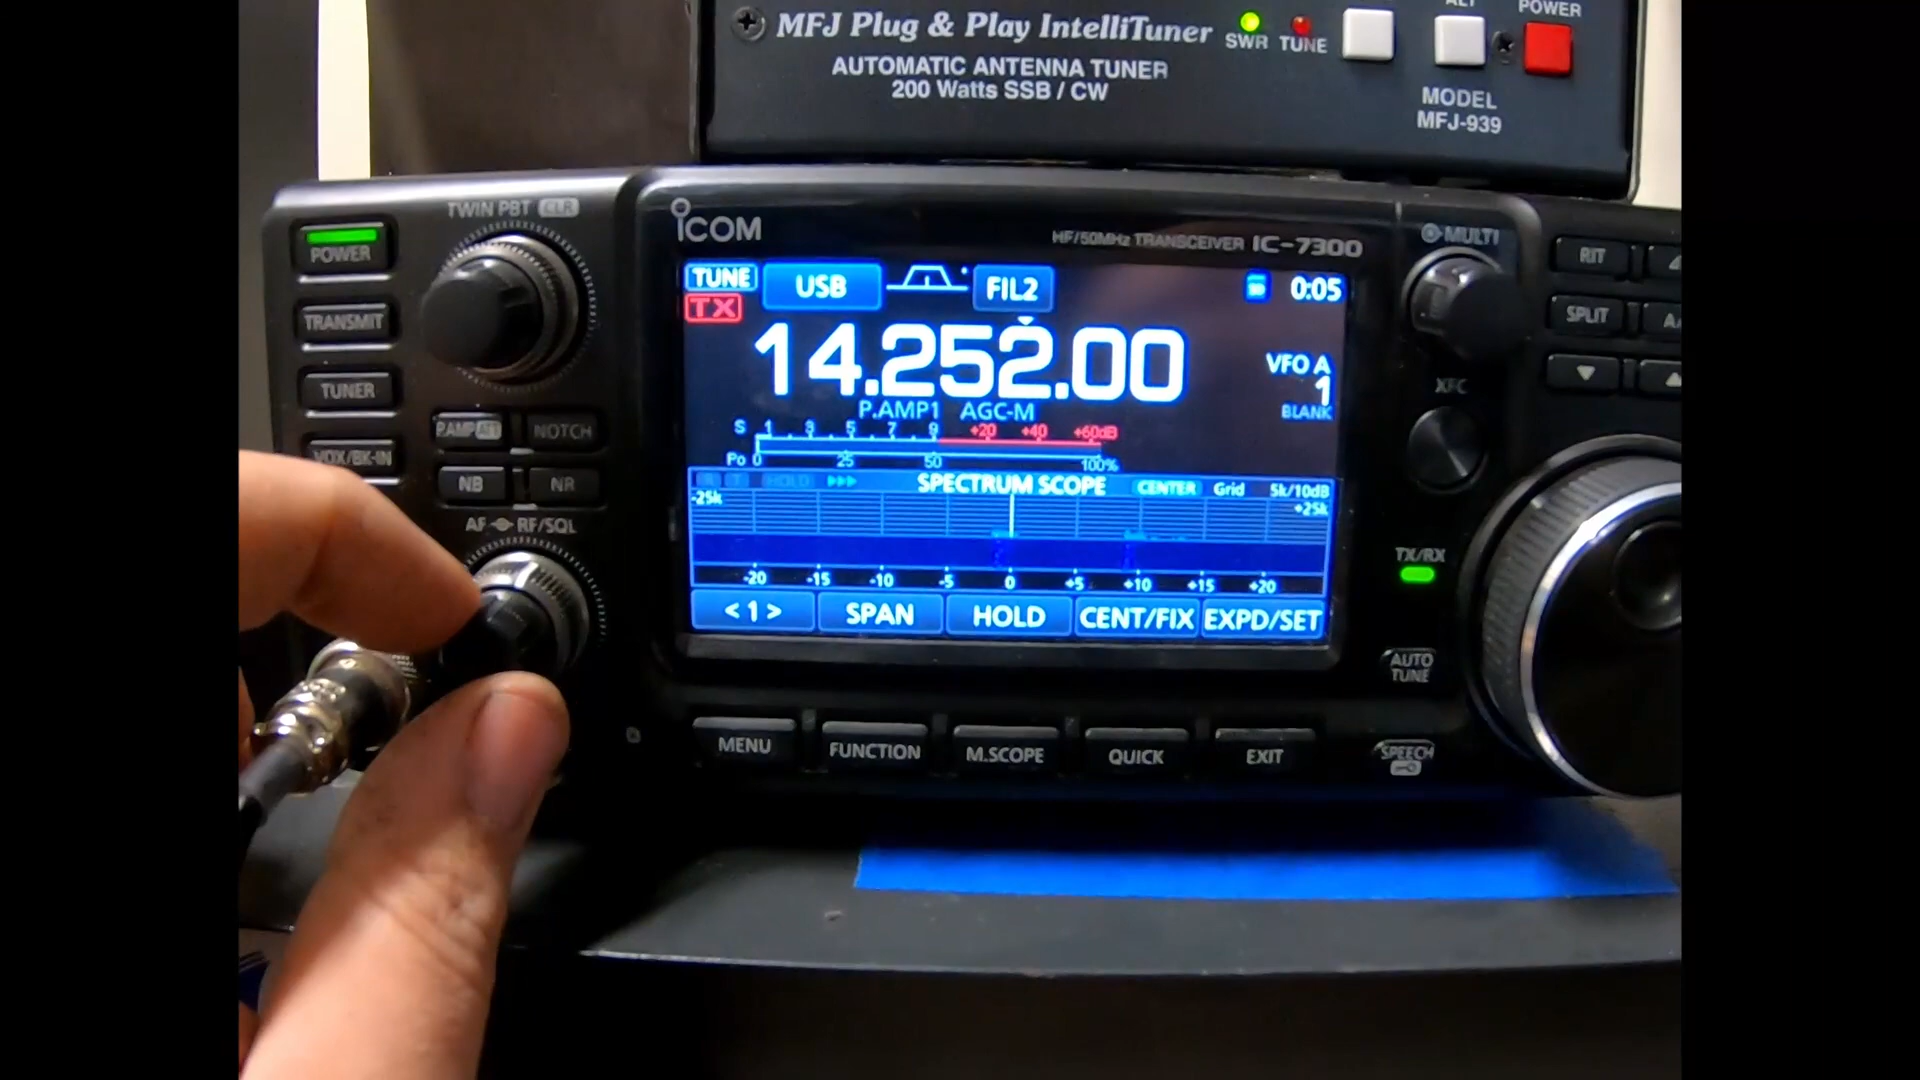 MFJ Plug & Play IntelliTuner
SWR TUNE
POWER
AUTOMATIC ANTENNA TUNER
200 Watts SSB / CW
MODEL
MFJ-939
TWIN PBT CLR
POWER
TRANSMIT
TUNER
VOX/BK-IN
P.AMP ATT
NOTCH
NB
NR
AF RF/SQL
ICOM
HF/50MHz TRANSCEIVER IC-7300
TUNE
TX
USB
FIL2
0:05
14.252.00
VFO A
1
BLANK
P.AMP1 AGC-M
S 1 3 5 7 9 +20 +40 +60dB
Po 0 25 50 100%
HOLD
SPECTRUM SCOPE
CENTER Grid 5k/10dB
-25k
+25k
-20 -15 -10 -5 0 +5 +10 +15 +20
<1>
SPAN
HOLD
CENT/FIX
EXPD/SET
MENU
FUNCTION
M.SCOPE
QUICK
EXIT
MULTI
RIT
SPLIT
XFC
TX/RX
AUTO
TUNE
SPEECH